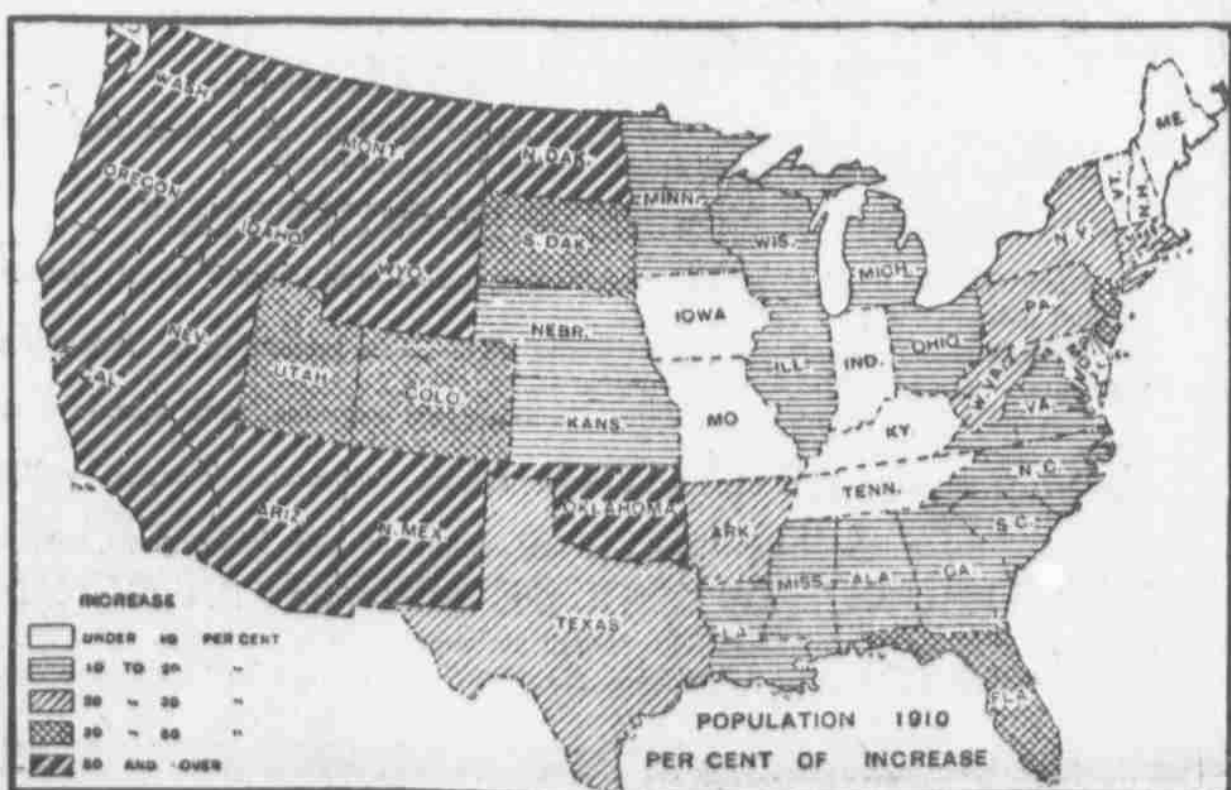 WASH.
MONT.
N. DAK.
MINN.
ME.
VT.
N.H.
OREGON
IDAHO
WYO.
S. DAK.
WIS.
MICH.
N.Y.
NEV.
UTAH
COLO.
NEBR.
IOWA
ILL.
IND.
OHIO
PA.
W.VA.
VA.
KANS.
MO
KY.
TENN.
N.C.
S.C.
ARIZ.
N.MEX.
OKLAHOMA
ARK.
MISS.
ALA.
GA.
TEXAS
LA.
FLA.
INCREASE
UNDER 10 PER CENT
10 TO 20 "
20 " 30 "
30 " 50 "
50 AND OVER
POPULATION 1910
PER CENT OF INCREASE